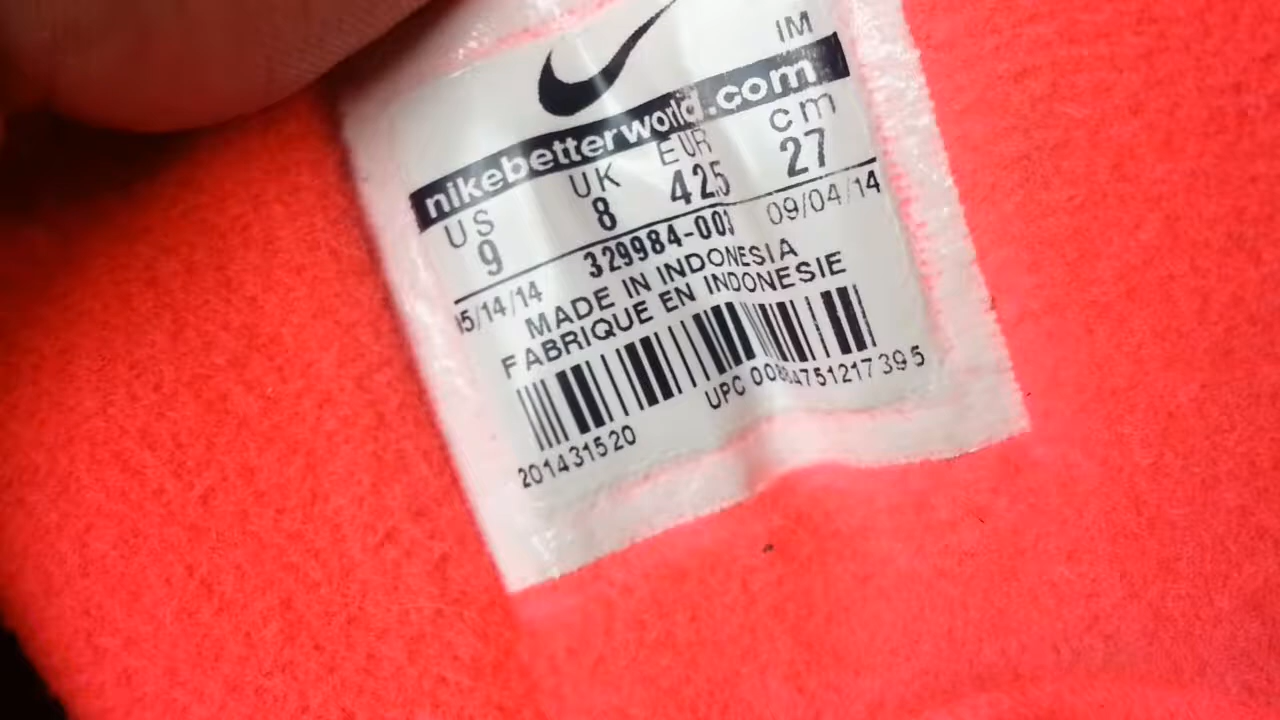 IM
nikebetterworld.com
US UK EUR cm
9 8 42.5 27
329984-003
05/14/14 09/04/14
MADE IN INDONESIA
FABRIQUE EN INDONESIE
UPC 00884751217395
201431520